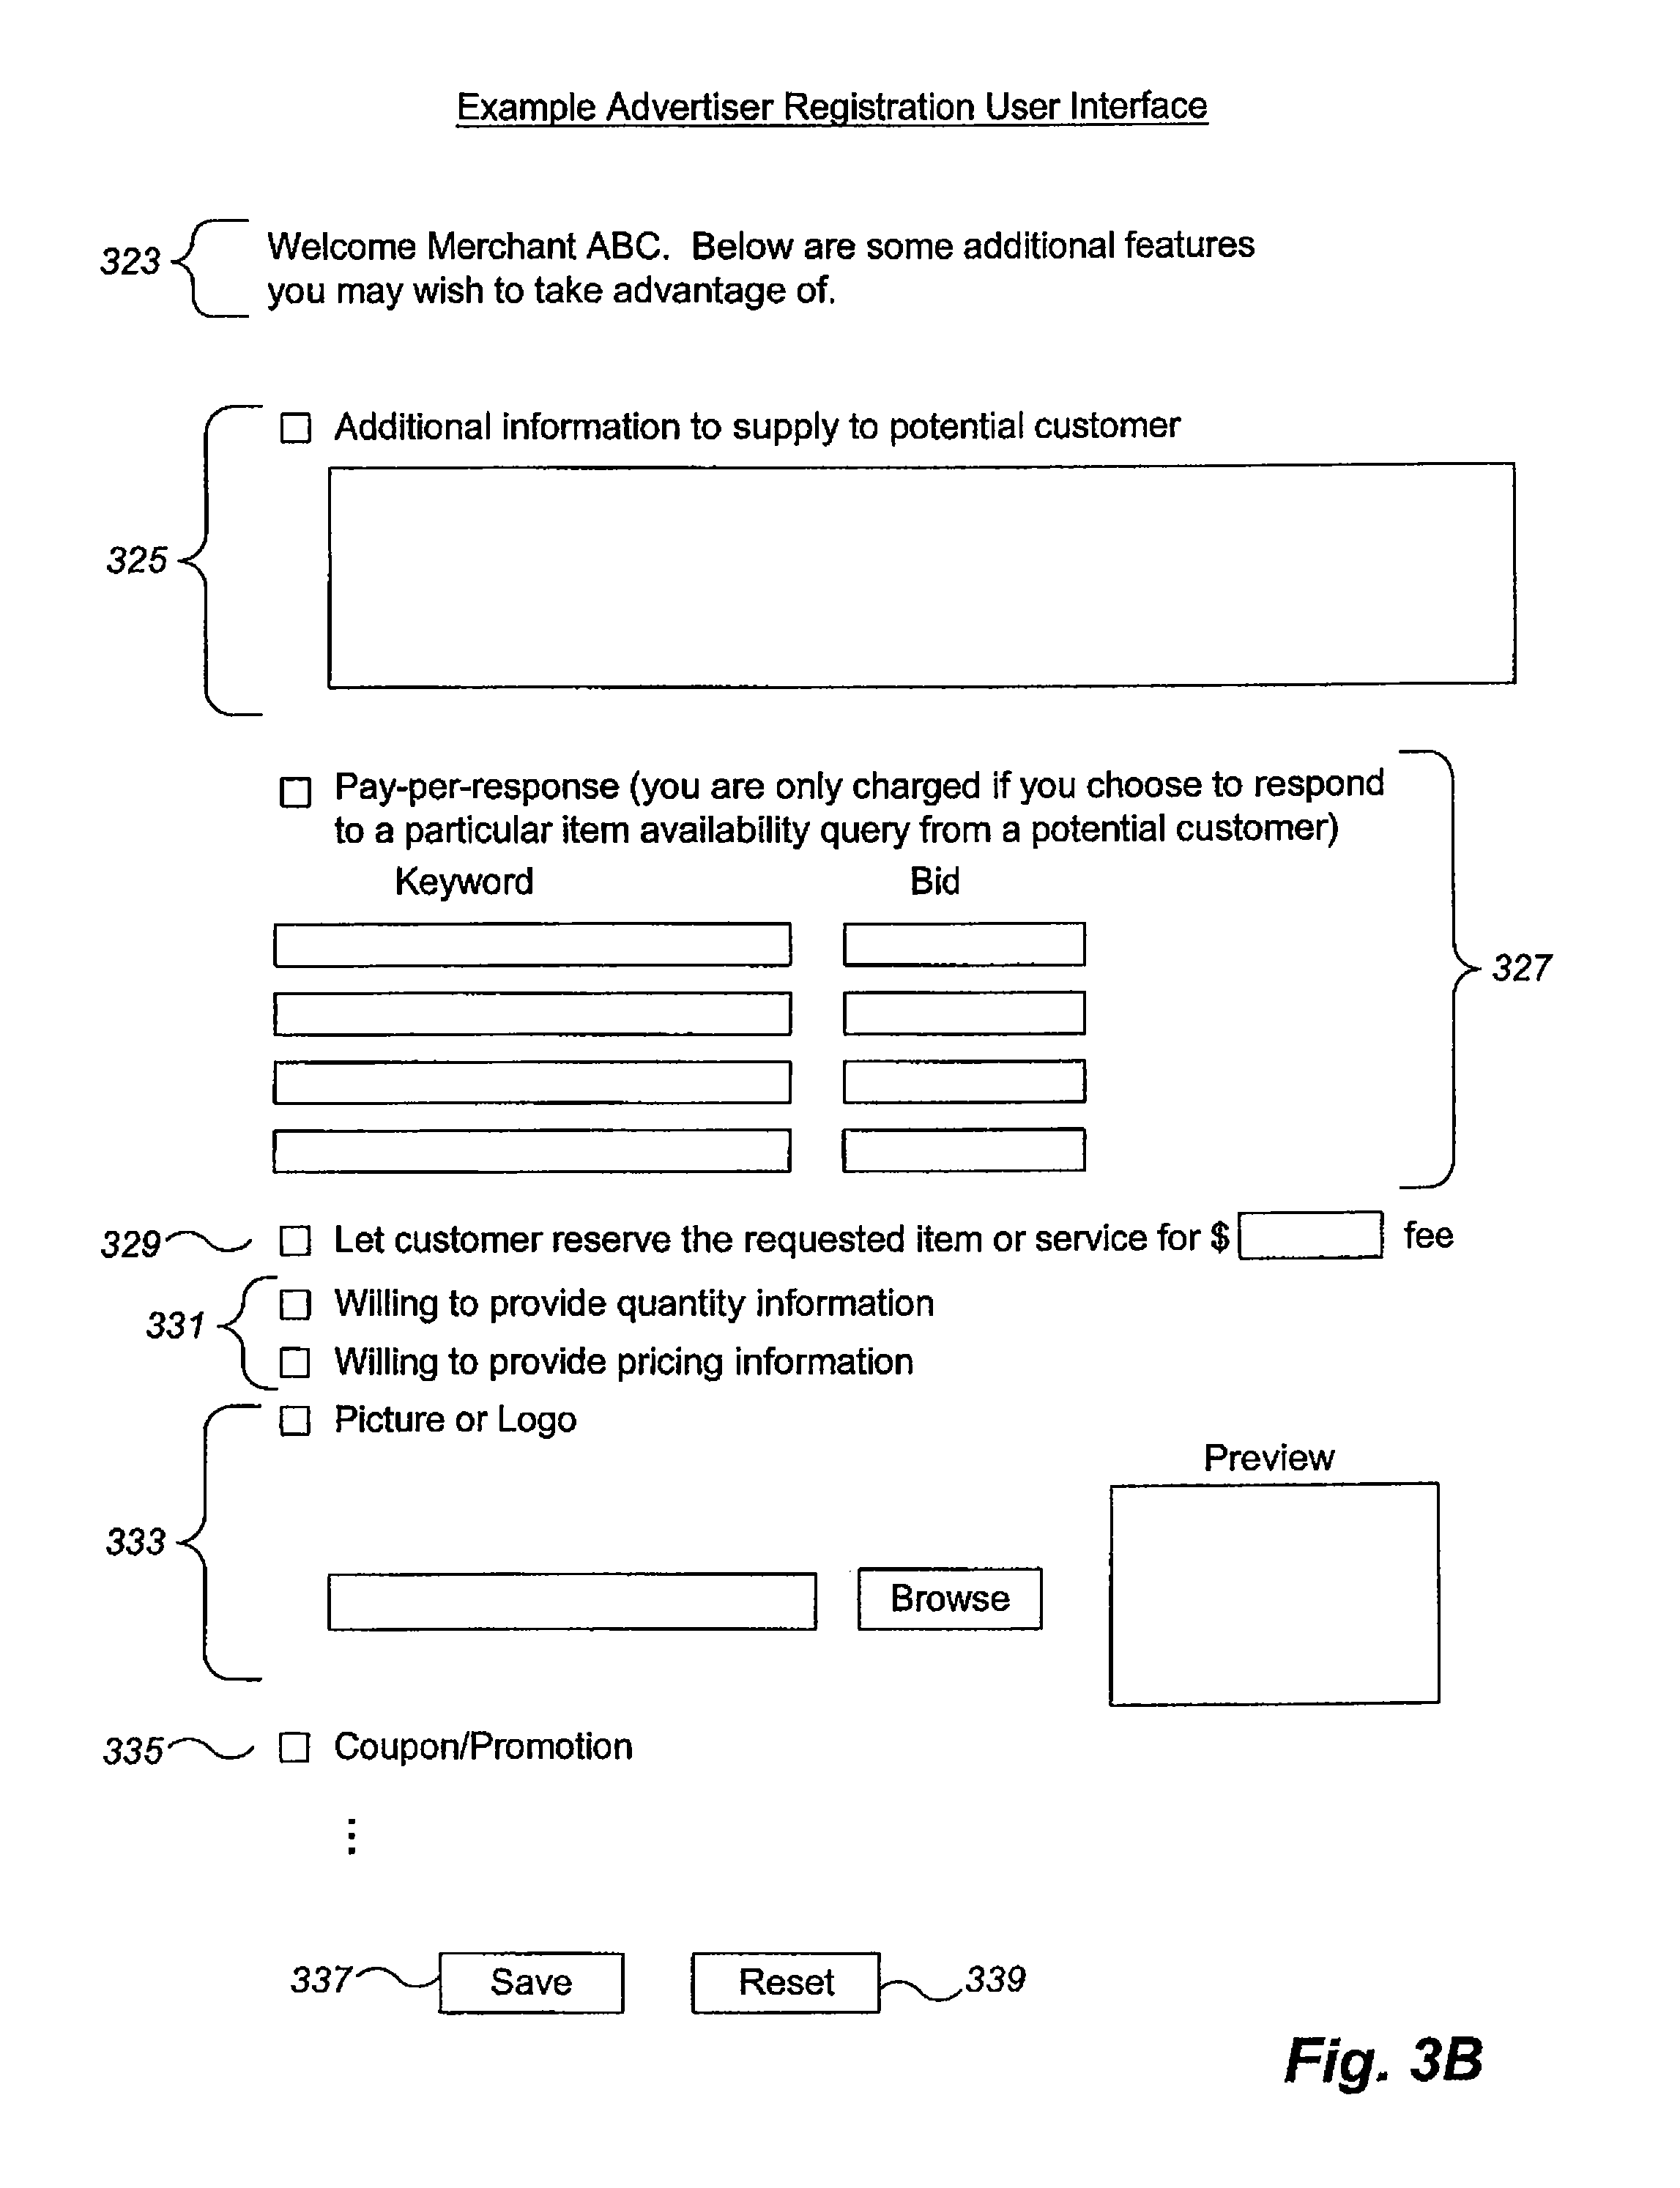 Example Advertiser Registration User Interface
323
Welcome Merchant ABC. Below are some additional features
you may wish to take advantage of.
325
Additional information to supply to potential customer
Pay-per-response (you are only charged if you choose to respond
to a particular item availability query from a potential customer)
Keyword Bid
327
329 Let customer reserve the requested item or service for $ fee
331
Willing to provide quantity information
Willing to provide pricing information
333
Picture or Logo
Preview
Browse
335 Coupon/Promotion
⋮
337 Save Reset 339
Fig. 3B